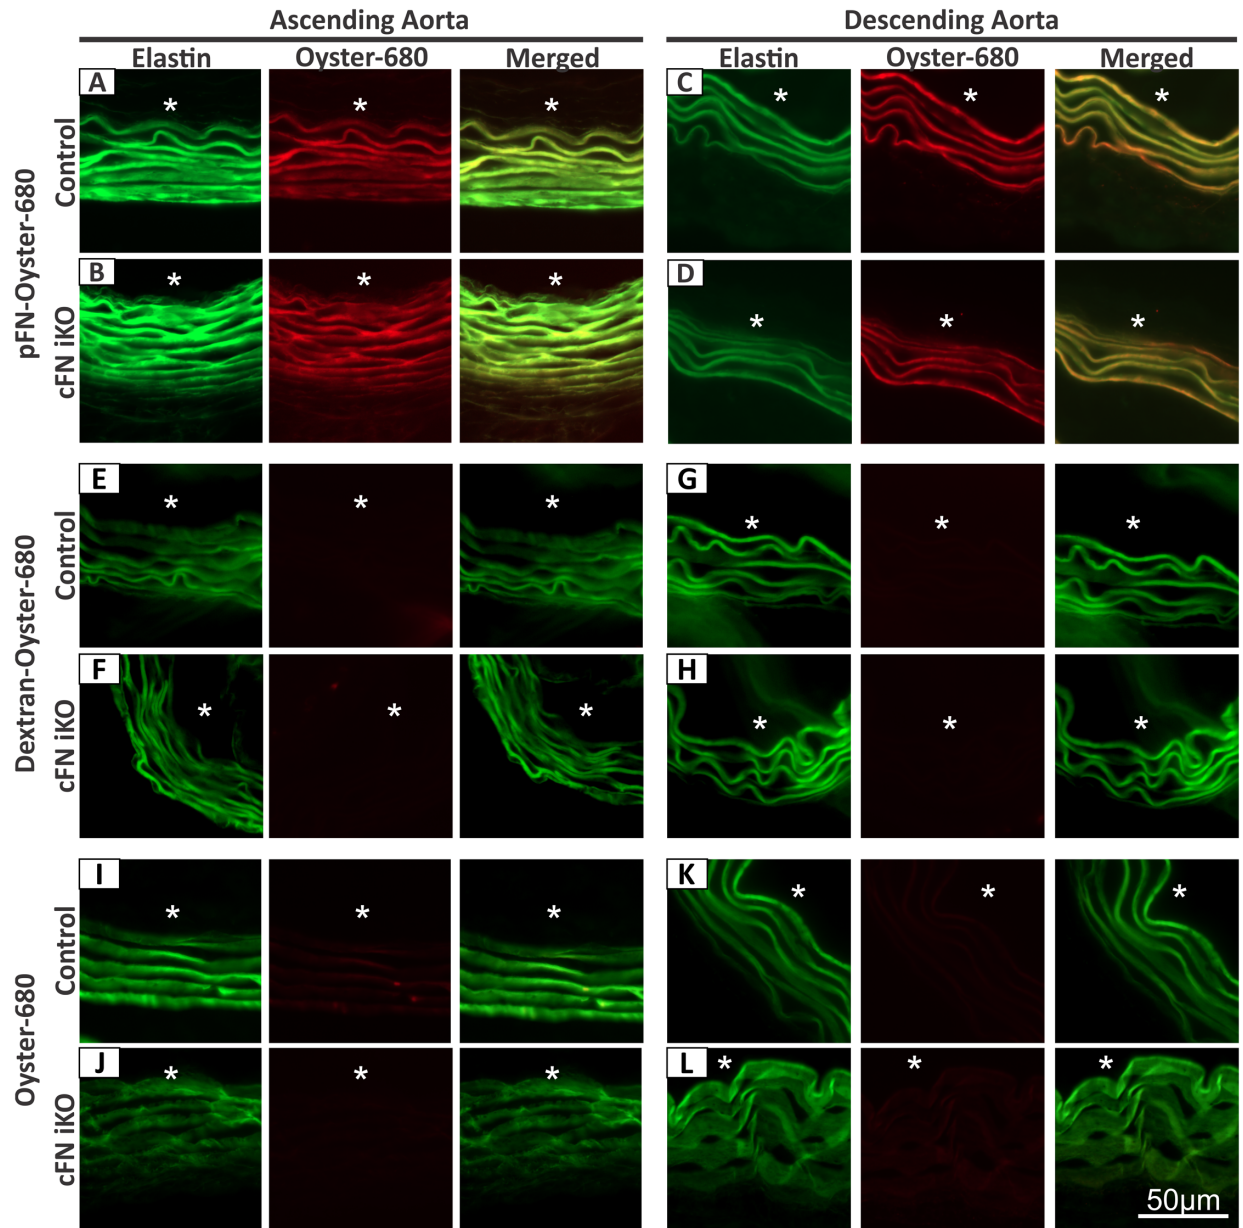 Ascending Aorta Descending Aorta
Elastin Oyster-680 Merged Elastin Oyster-680 Merged
pFN-Oyster-680
Control
A * * * C * * *
cFN iKO
B * * * D * * *
Dextran-Oyster-680
Control
E * * * G * * *
cFN iKO
F * * * H * * *
Oyster-680
Control
I * * * K * * *
cFN iKO
J * * * L * * *
50μm